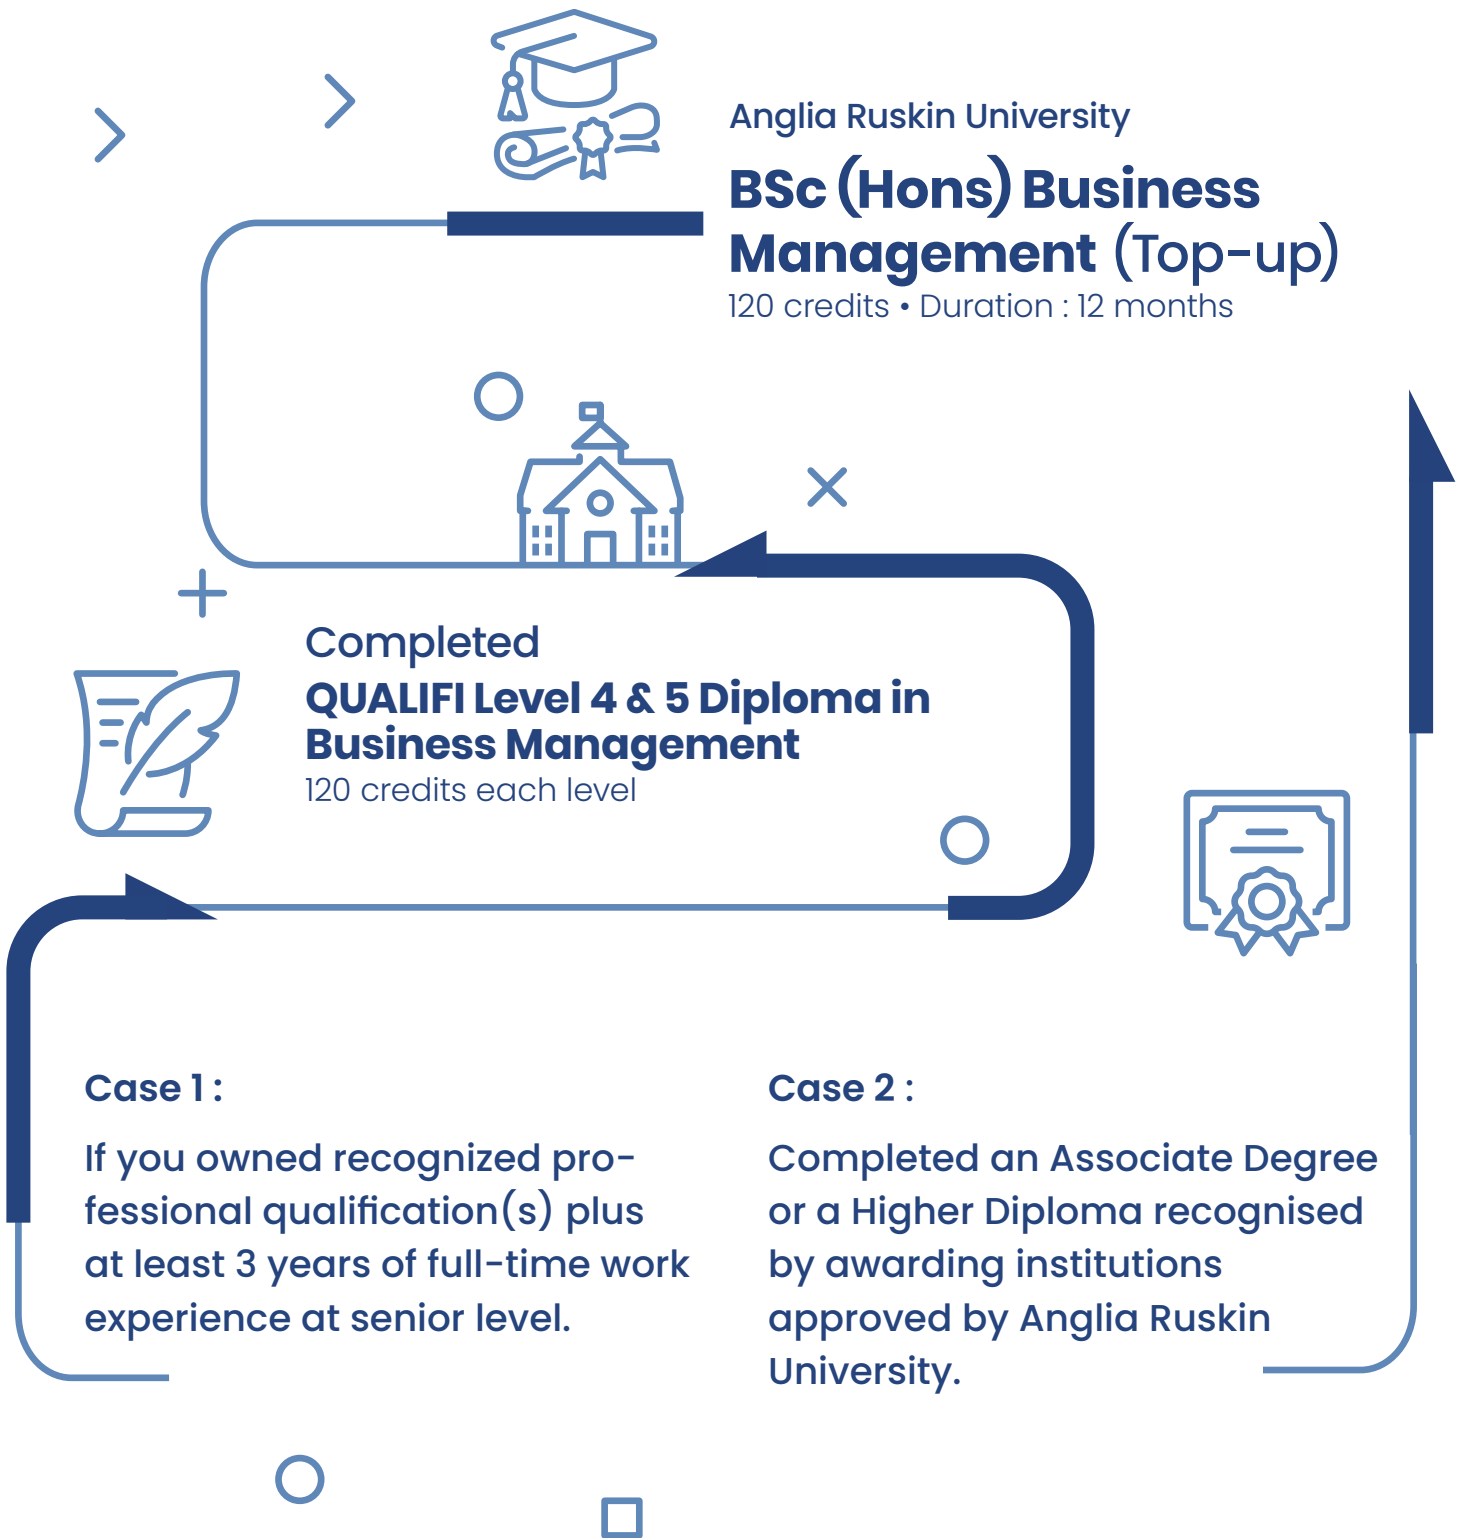 Anglia Ruskin University
BSc (Hons) Business
Management (Top-up)
120 credits • Duration : 12 months
Completed
QUALIFI Level 4 & 5 Diploma in
Business Management
120 credits each level
Case 1 :
If you owned recognized pro-
fessional qualification(s) plus
at least 3 years of full-time work
experience at senior level.
Case 2 :
Completed an Associate Degree
or a Higher Diploma recognised
by awarding institutions
approved by Anglia Ruskin
University.